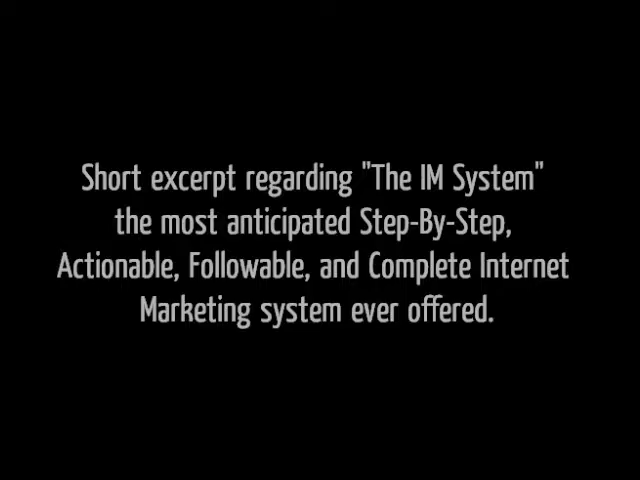 Short excerpt regarding "The IM System"
the most anticipated Step-By-Step,
Actionable, Followable, and Complete Internet
Marketing system ever offered.